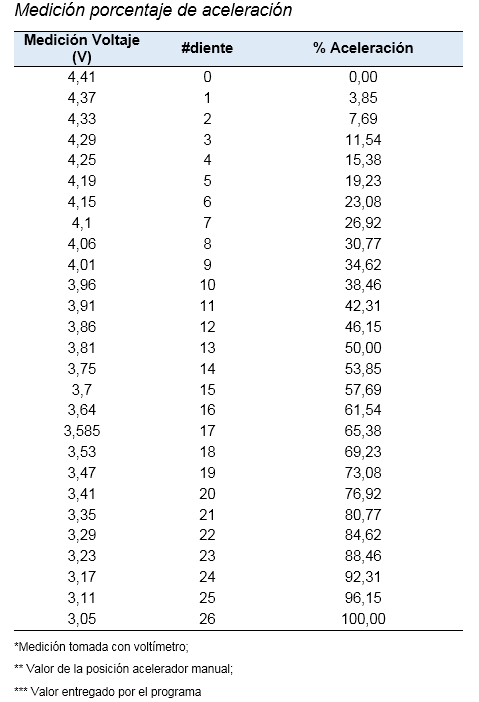 Medición porcentaje de aceleración
Medición Voltaje (V) #diente % Aceleración
4,41 0 0,00
4,37 1 3,85
4,33 2 7,69
4,29 3 11,54
4,25 4 15,38
4,19 5 19,23
4,15 6 23,08
4,1 7 26,92
4,06 8 30,77
4,01 9 34,62
3,96 10 38,46
3,91 11 42,31
3,86 12 46,15
3,81 13 50,00
3,75 14 53,85
3,7 15 57,69
3,64 16 61,54
3,585 17 65,38
3,53 18 69,23
3,47 19 73,08
3,41 20 76,92
3,35 21 80,77
3,29 22 84,62
3,23 23 88,46
3,17 24 92,31
3,11 25 96,15
3,05 26 100,00
*Medición tomada con voltímetro;
** Valor de la posición acelerador manual;
*** Valor entregado por el programa